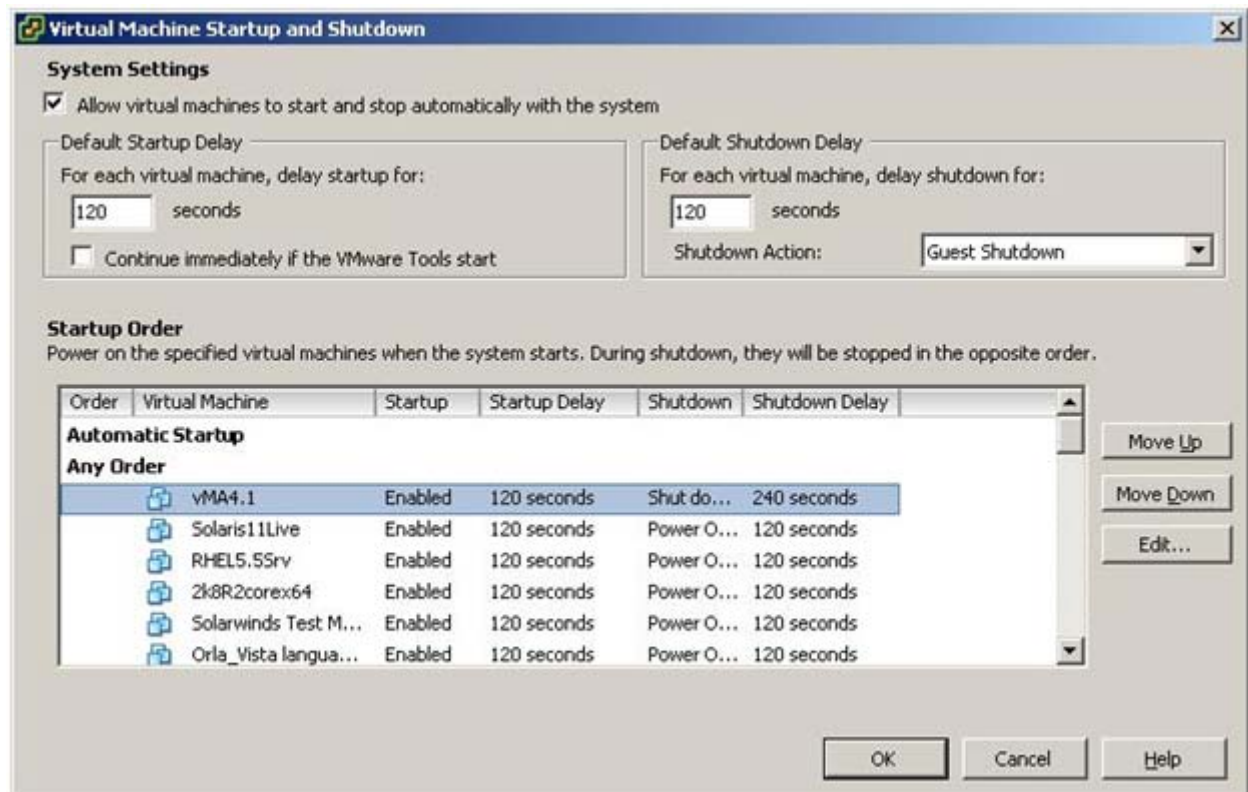 Virtual Machine Startup and Shutdown
System Settings
Allow virtual machines to start and stop automatically with the system
Default Startup Delay
For each virtual machine, delay startup for:
120 seconds
Continue immediately if the VMware Tools start
Default Shutdown Delay
For each virtual machine, delay shutdown for:
120 seconds
Shutdown Action: Guest Shutdown
Startup Order
Power on the specified virtual machines when the system starts. During shutdown, they will be stopped in the opposite order.
Order Virtual Machine Startup Startup Delay Shutdown Shutdown Delay
Automatic Startup
Any Order
vMA4.1 Enabled 120 seconds Shut do... 240 seconds
Solaris11Live Enabled 120 seconds Power O... 120 seconds
RHEL5.5Srv Enabled 120 seconds Power O... 120 seconds
2k8R2corex64 Enabled 120 seconds Power O... 120 seconds
Solarwinds Test M... Enabled 120 seconds Power O... 120 seconds
Orla_Vista langua... Enabled 120 seconds Power O... 120 seconds
Move Up
Move Down
Edit...
OK Cancel Help